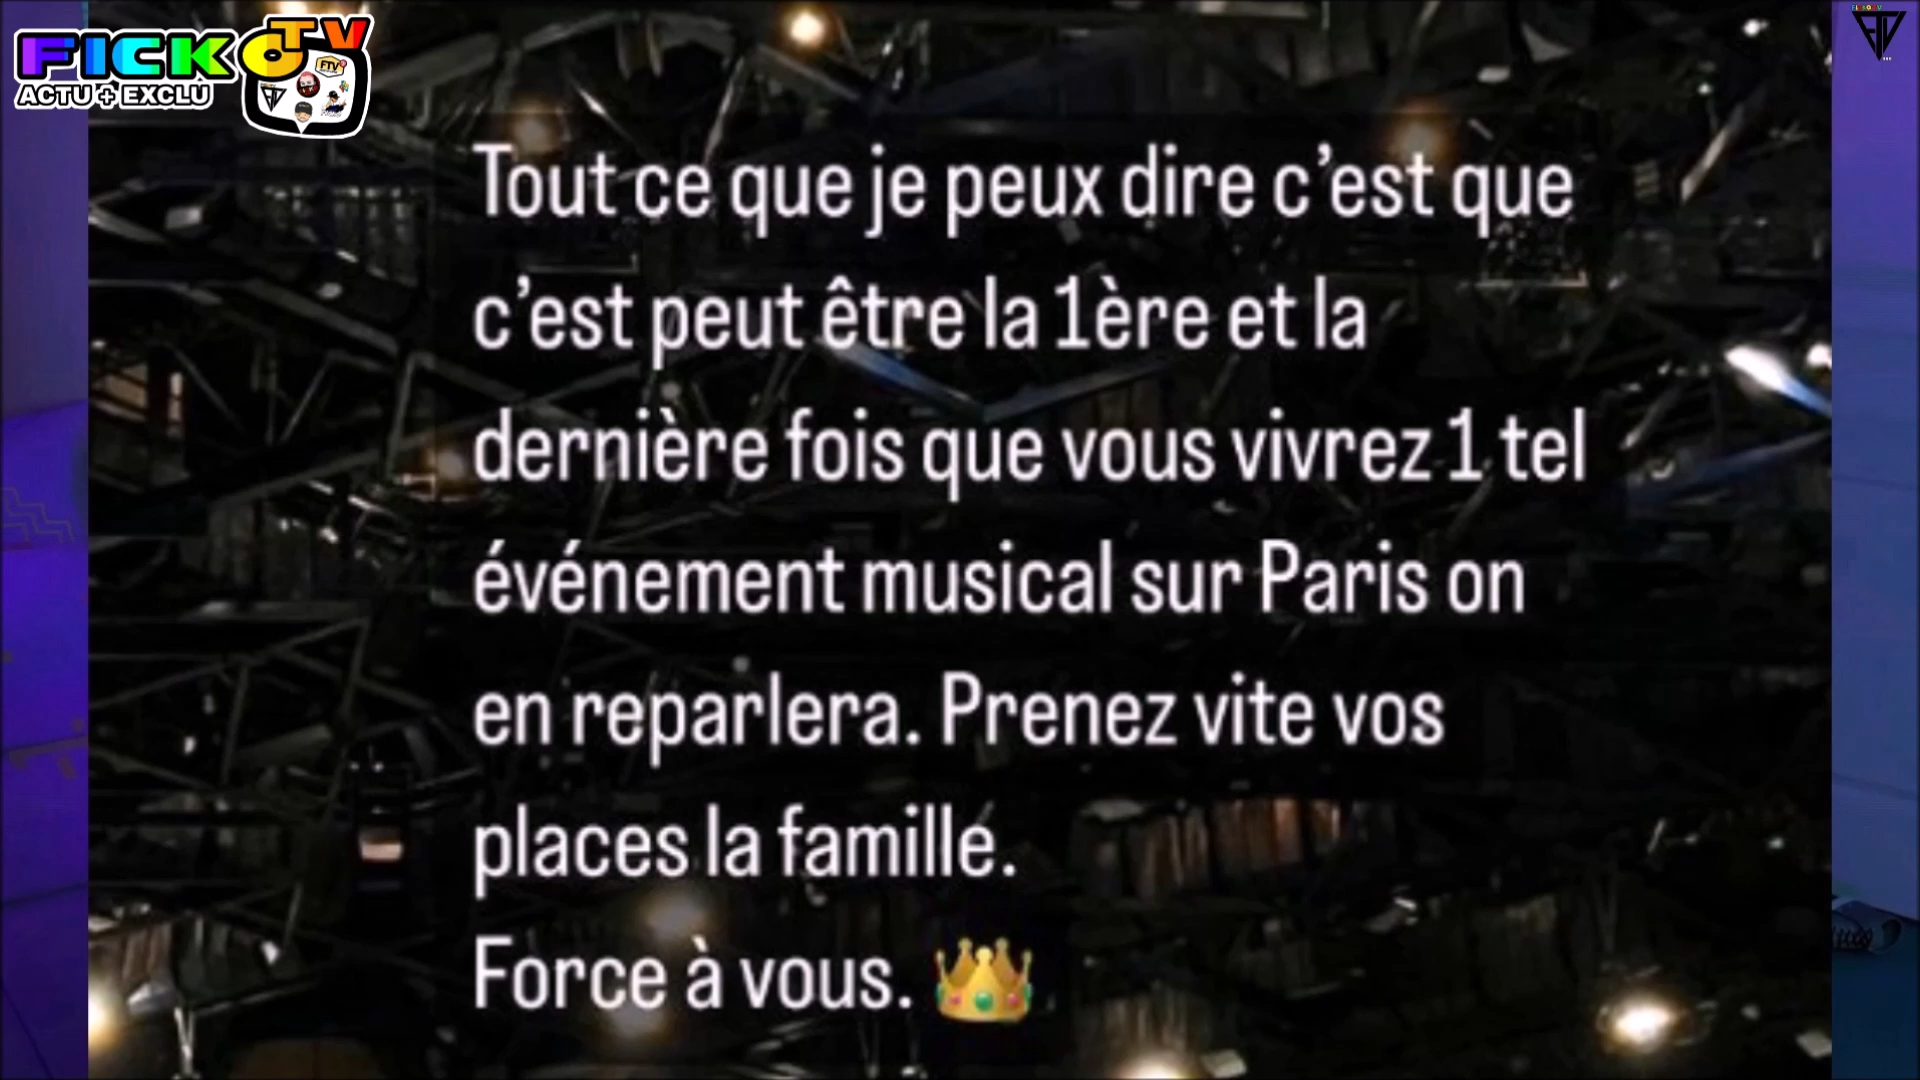 FICKO TV
ACTU + EXCLU
FTV
Tout ce que je peux dire c’est que
c’est peut être la 1ère et la
dernière fois que vous vivrez 1 tel
événement musical sur Paris on
en reparlera. Prenez vite vos
places la famille.
Force à vous. 👑